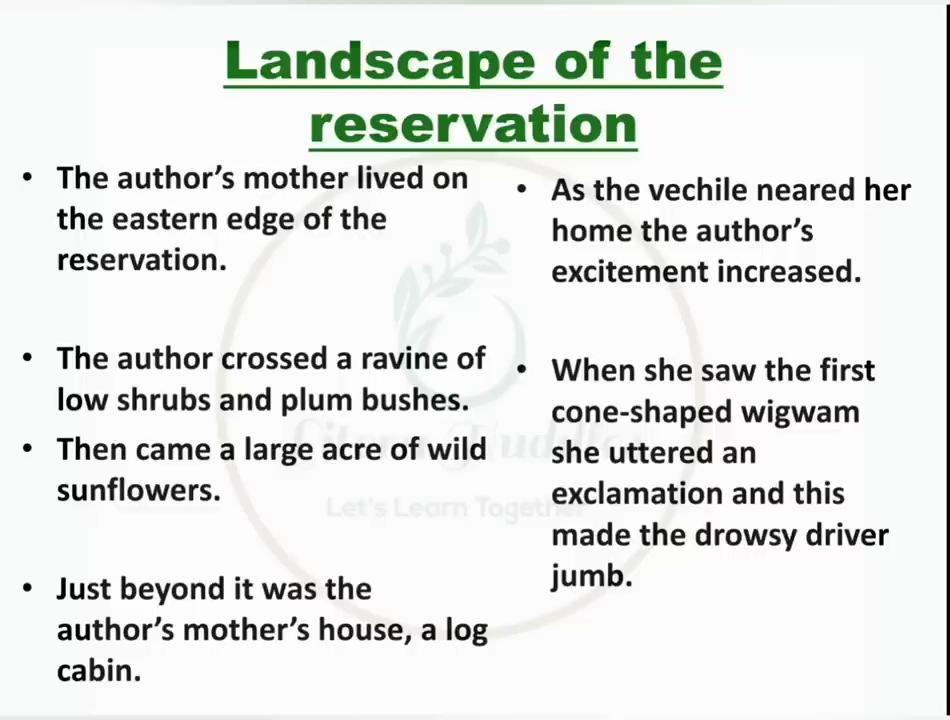 Landscape of the
reservation
• The author's mother lived on
the eastern edge of the
reservation.
• The author crossed a ravine of
low shrubs and plum bushes.
• Then came a large acre of wild
sunflowers.
• Just beyond it was the
author's mother's house, a log
cabin.
• As the vechile neared her
home the author's
excitement increased.
• When she saw the first
cone-shaped wigwam
she uttered an
exclamation and this
made the drowsy driver
jumb.
Let's Learn Together